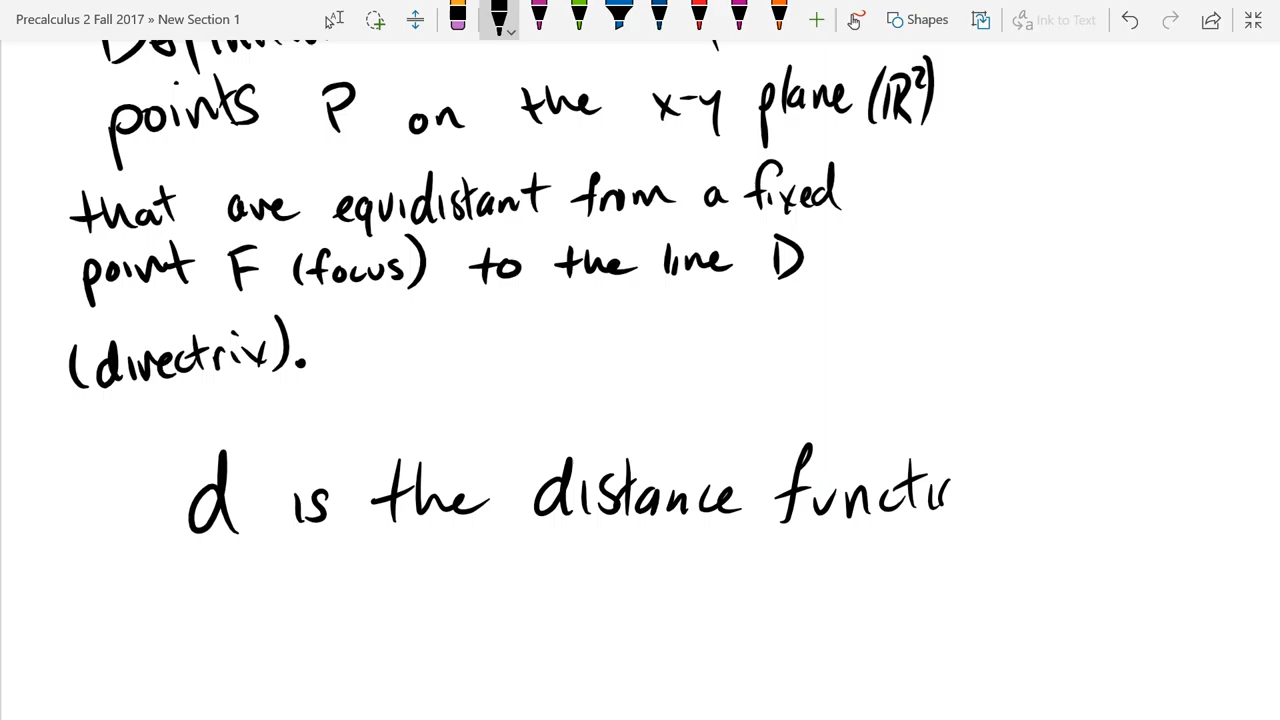 Precalculus 2 Fall 2017 » New Section 1
Shapes
Ink to Text
points P on the x-y plane (ℝ²)
that are equidistant from a fixed
point F (focus) to the line D
(directrix).
d is the distance functi